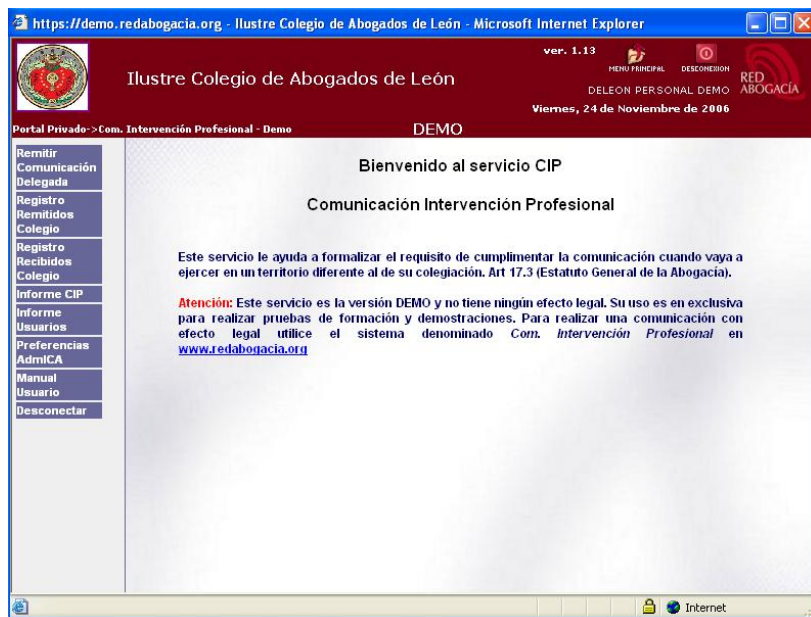 https://demo.redabogacia.org - Ilustre Colegio de Abogados de León - Microsoft Internet Explorer
ver. 1.13
MENU PRINCIPAL
DESCONEXION
Ilustre Colegio de Abogados de León
RED
ABOGACÍA
DELEON PERSONAL DEMO
Viernes, 24 de Noviembre de 2006
Portal Privado->Com. Intervención Profesional - Demo
DEMO
Remitir
Comunicación
Delegada
Registro
Remitidos
Colegio
Registro
Recibidos
Colegio
Informe CIP
Informe
Usuarios
Preferencias
AdmICA
Manual
Usuario
Desconectar
Bienvenido al servicio CIP
Comunicación Intervención Profesional
Este servicio le ayuda a formalizar el requisito de cumplimentar la comunicación cuando vaya a
ejercer en un territorio diferente al de su colegiación. Art 17.3 (Estatuto General de la Abogacía).
Atención: Este servicio es la versión DEMO y no tiene ningún efecto legal. Su uso es en exclusiva
para realizar pruebas de formación y demostraciones. Para realizar una comunicación con
efecto legal utilice el sistema denominado Com. Intervención Profesional en
www.redabogacia.org
Internet